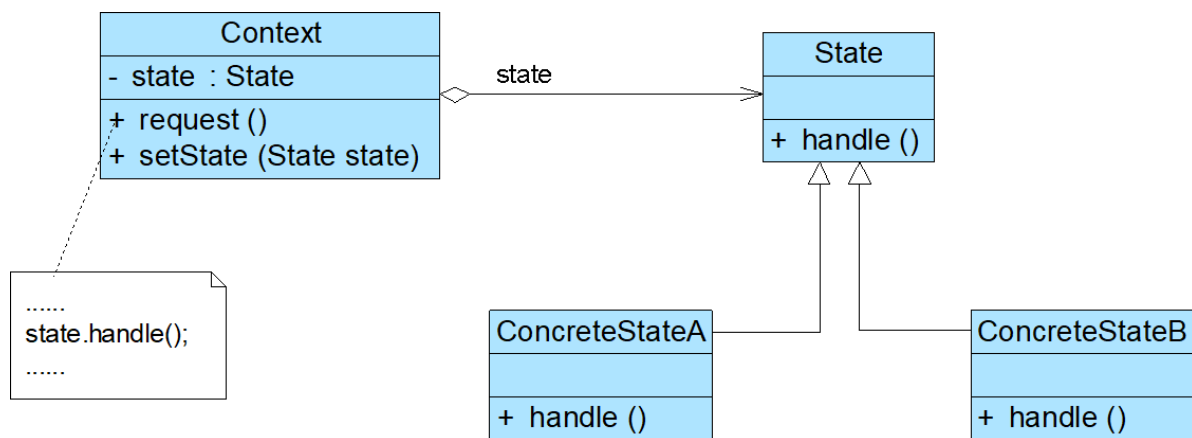 Context
- state : State
+ request ()
+ setState (State state)
state
State
+ handle ()
......
state.handle();
......
ConcreteStateA
+ handle ()
ConcreteStateB
+ handle ()